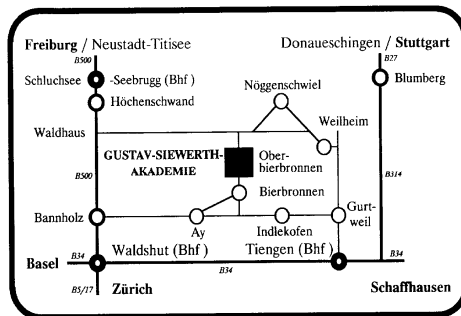 Freiburg / Neustadt-Titisee
Donaueschingen / Stuttgart
B500
B27
Schluchsee -Seebrugg (Bhf)
Blumberg
Höchenschwand
Nöggenschwiel
Weilheim
Waldhaus
GUSTAV-SIEWERTH-
AKADEMIE
Ober-
bierbronnen
B500
B314
Bierbronnen
Bannholz
Ay
Indlekofen
Gurt-
weil
Waldshut (Bhf)
Tiengen (Bhf)
Basel
B34
B34
B34
B5/17
Zürich
Schaffhausen